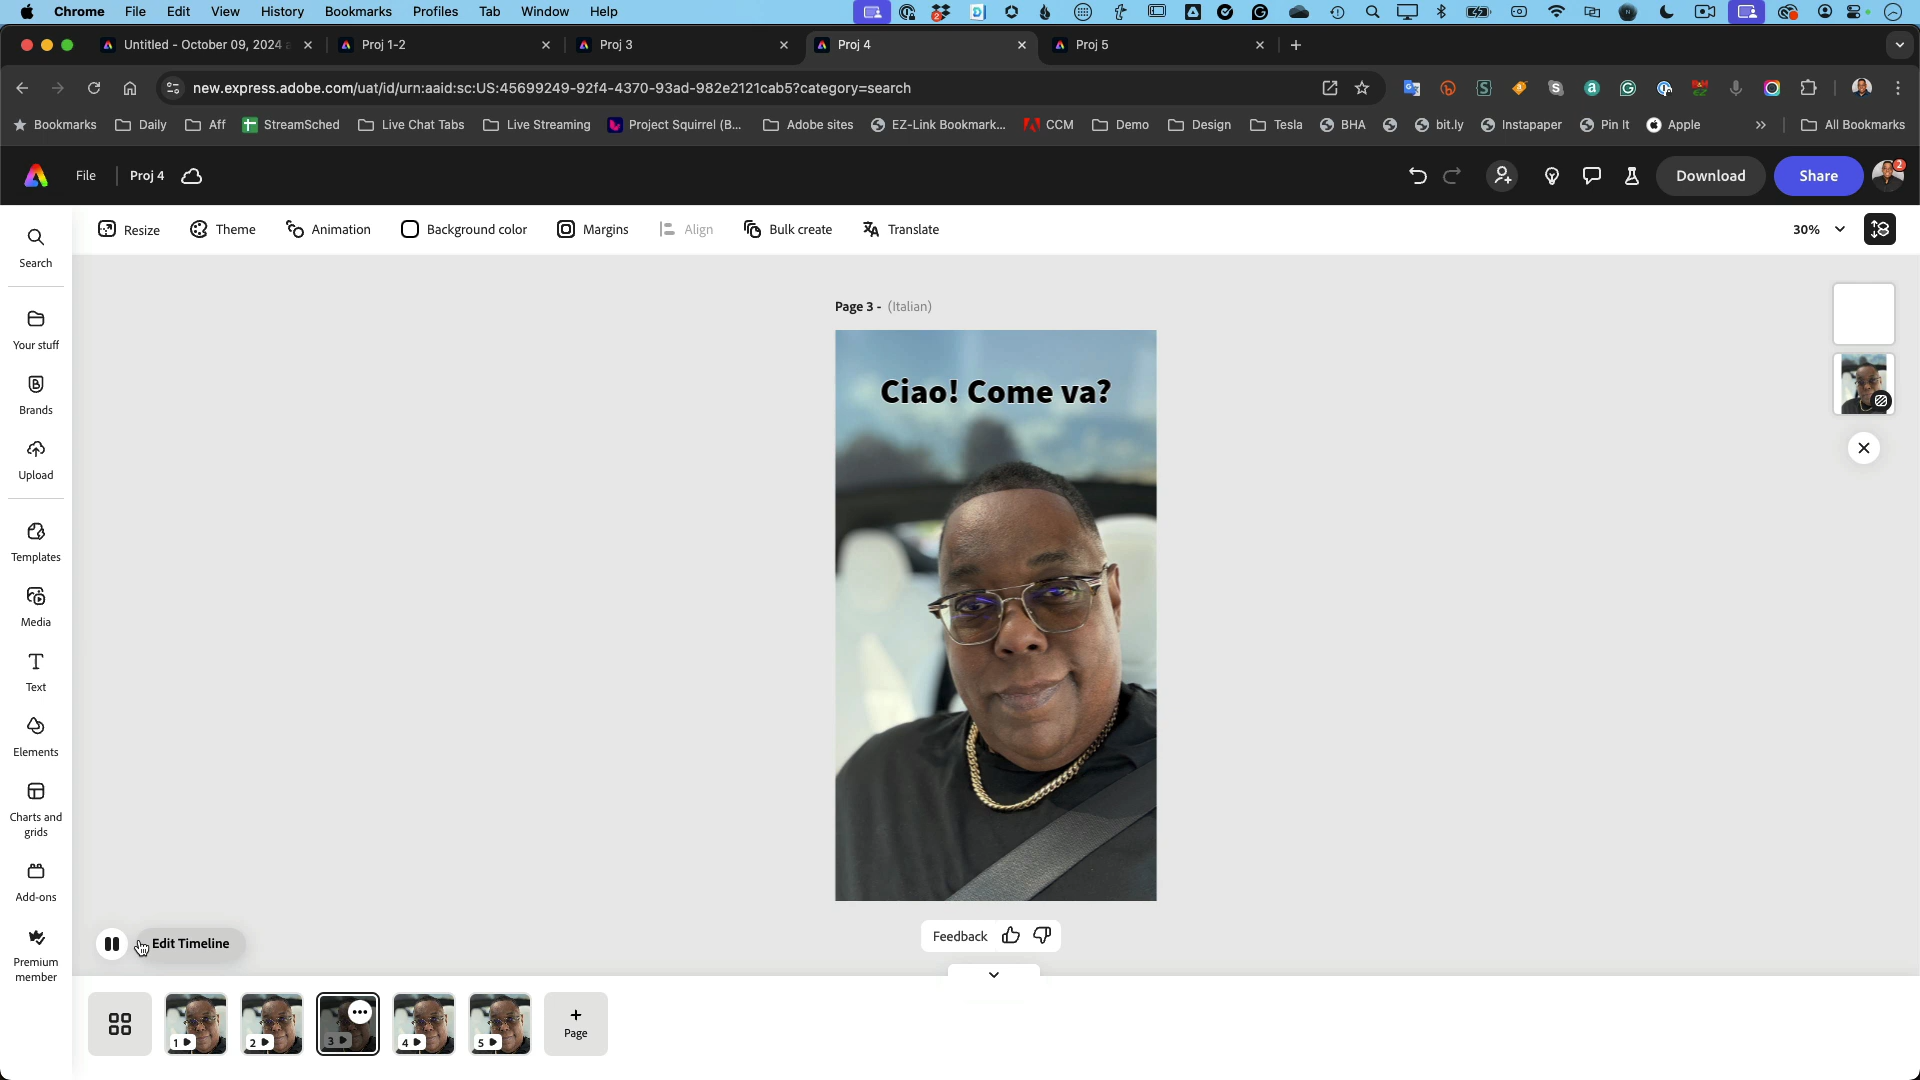 Chrome File Edit View History Bookmarks Profiles Tab Window Help
Untitled - October 09, 2024 Proj 1-2 Proj 3 Proj 4 Proj 5
new.express.adobe.com/uat/id/urn:aaid:sc:US:45699249-92f4-4370-93ad-982e2121cab5?category=search
Bookmarks Daily Aff StreamSched Live Chat Tabs Live Streaming Project Squirrel (B... Adobe sites EZ-Link Bookmark... CCM Demo Design Tesla BHA bit.ly Instapaper Pin It Apple » All Bookmarks
File Proj 4 Download Share 2
Resize Theme Animation Background color Margins Align Bulk create Translate 30%
Search
Your stuff
Brands
Upload
Templates
Media
Text
Elements
Charts and
grids
Add-ons
Premium
member
Page 3 - (Italian)
Ciao! Come va?
Edit Timeline
Feedback
1 2 3 4 5
+
Page